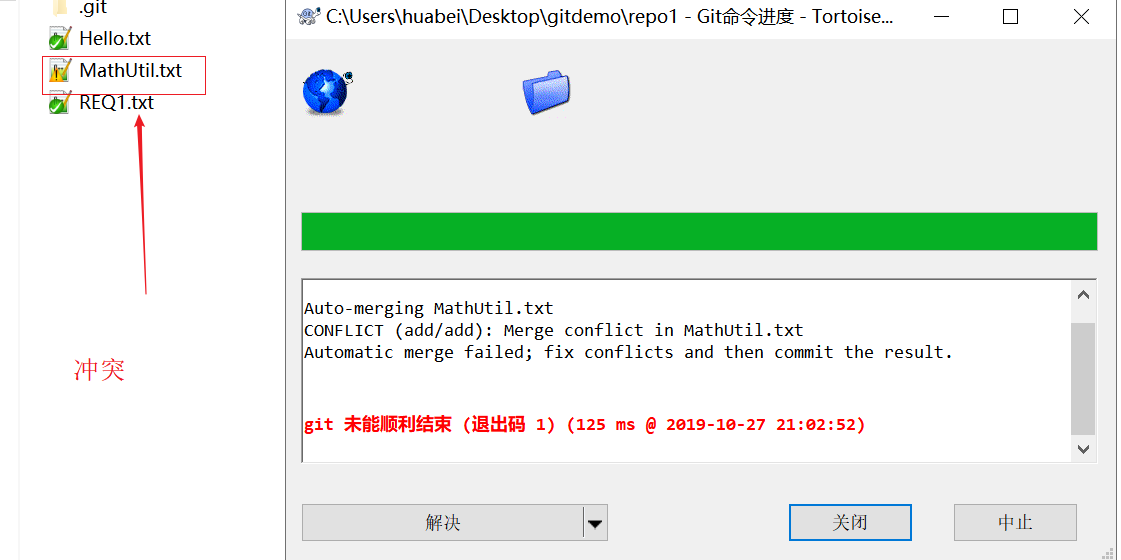 .git
Hello.txt
MathUtil.txt
REQ1.txt
冲突
C:\Users\huabei\Desktop\gitdemo\repo1 - Git命令进度 - Tortoise...
Auto-merging MathUtil.txt
CONFLICT (add/add): Merge conflict in MathUtil.txt
Automatic merge failed; fix conflicts and then commit the result.
git 未能顺利结束 (退出码 1) (125 ms @ 2019-10-27 21:02:52)
解决
关闭
中止